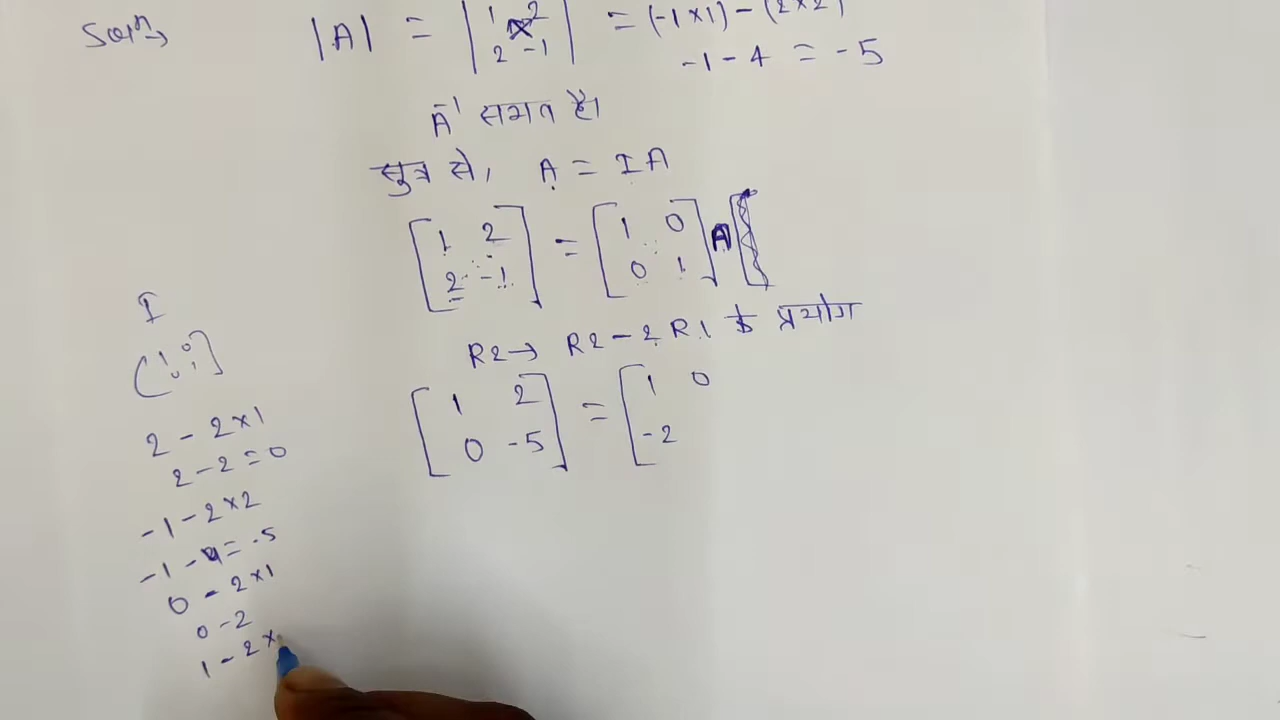 Solⁿ→ |A| = |1 2 2 -1| = (-1×1) - (2×2)
-1 - 4 = -5
A⁻¹ सभव है।
सुत्र से, A = IA
[1 2 2 -1] = [1 0 0 1] A
R2 → R2 - 2R1 के प्रयोग
[1 2 0 -5] = [1 0 -2
I
[1 0 0 1]
2 - 2×1
2 - 2 = 0
-1 - 2×2
-1 - 4 = -5
0 - 2×1
0 - 2
1 - 2×